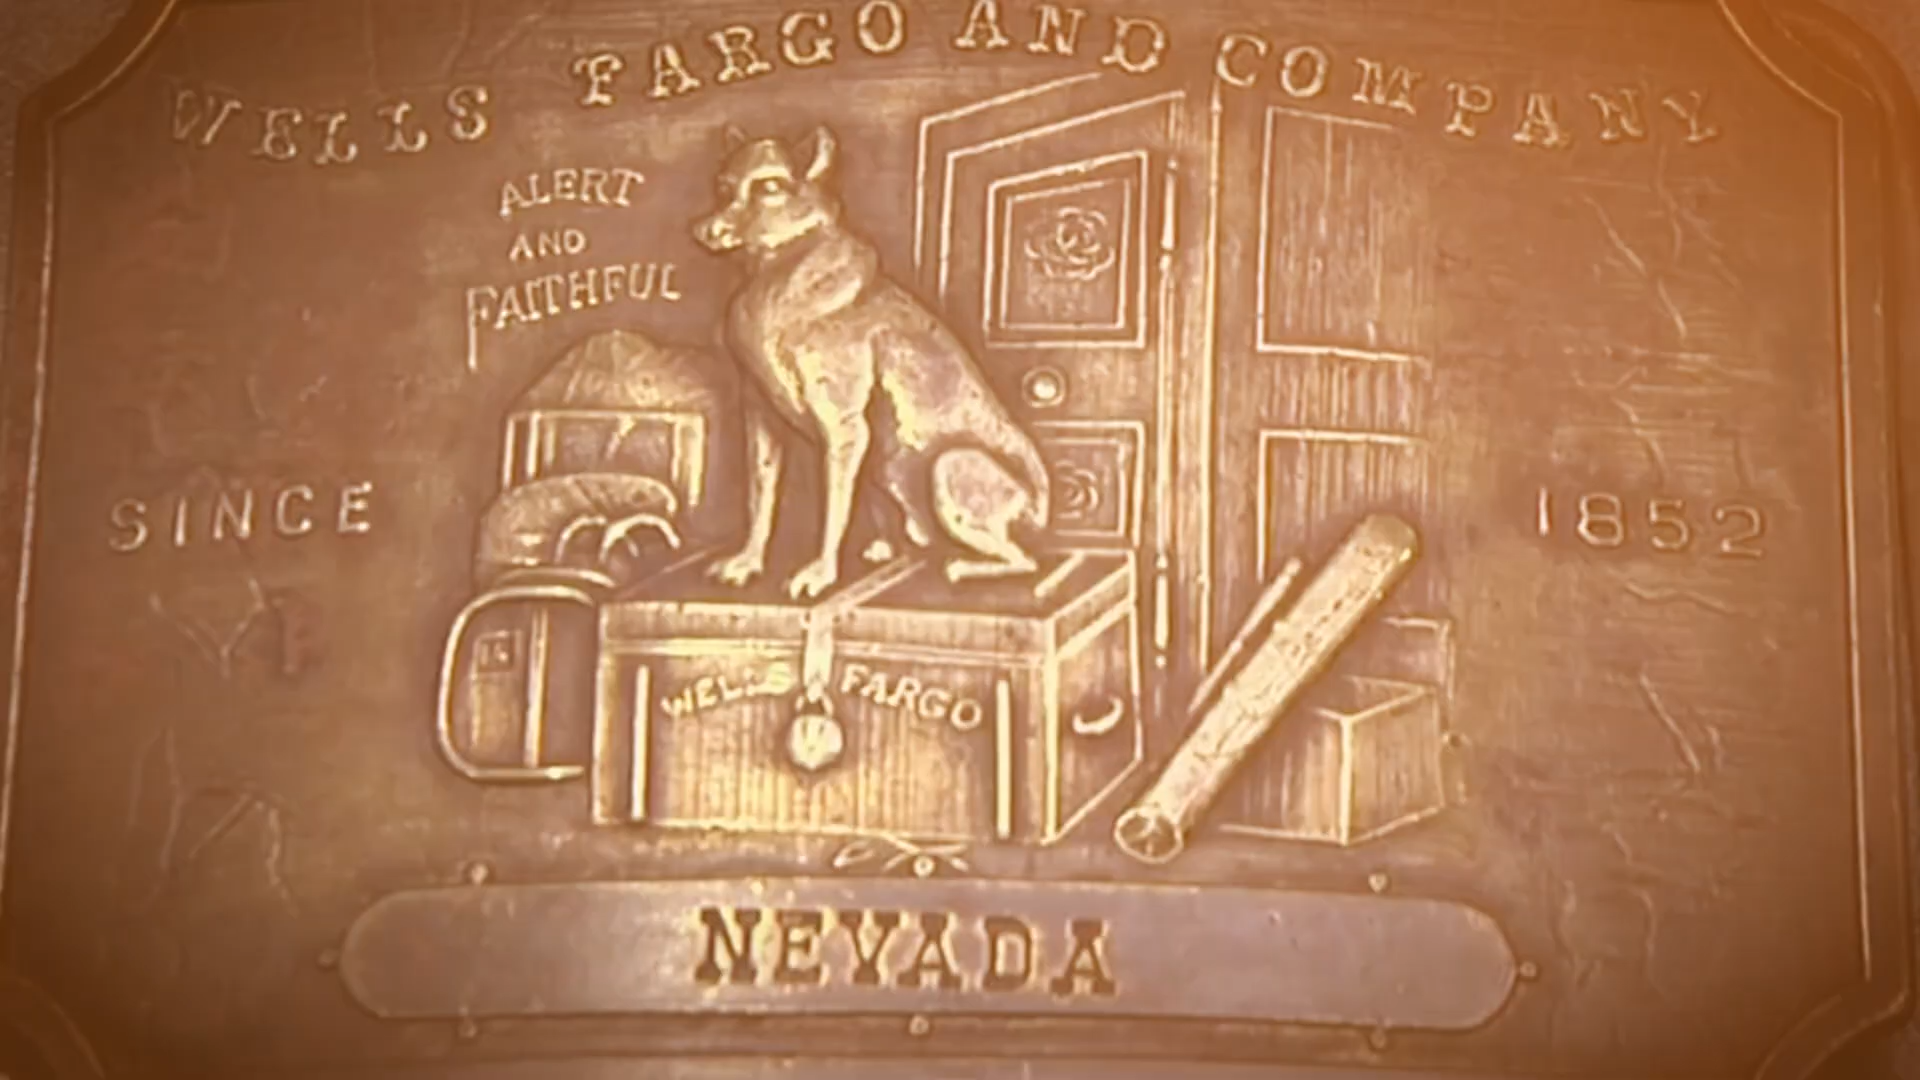 WELLS FARGO AND COMPANY
ALERT
AND
FAITHFUL
SINCE 1852
WELLS FARGO
NEVADA